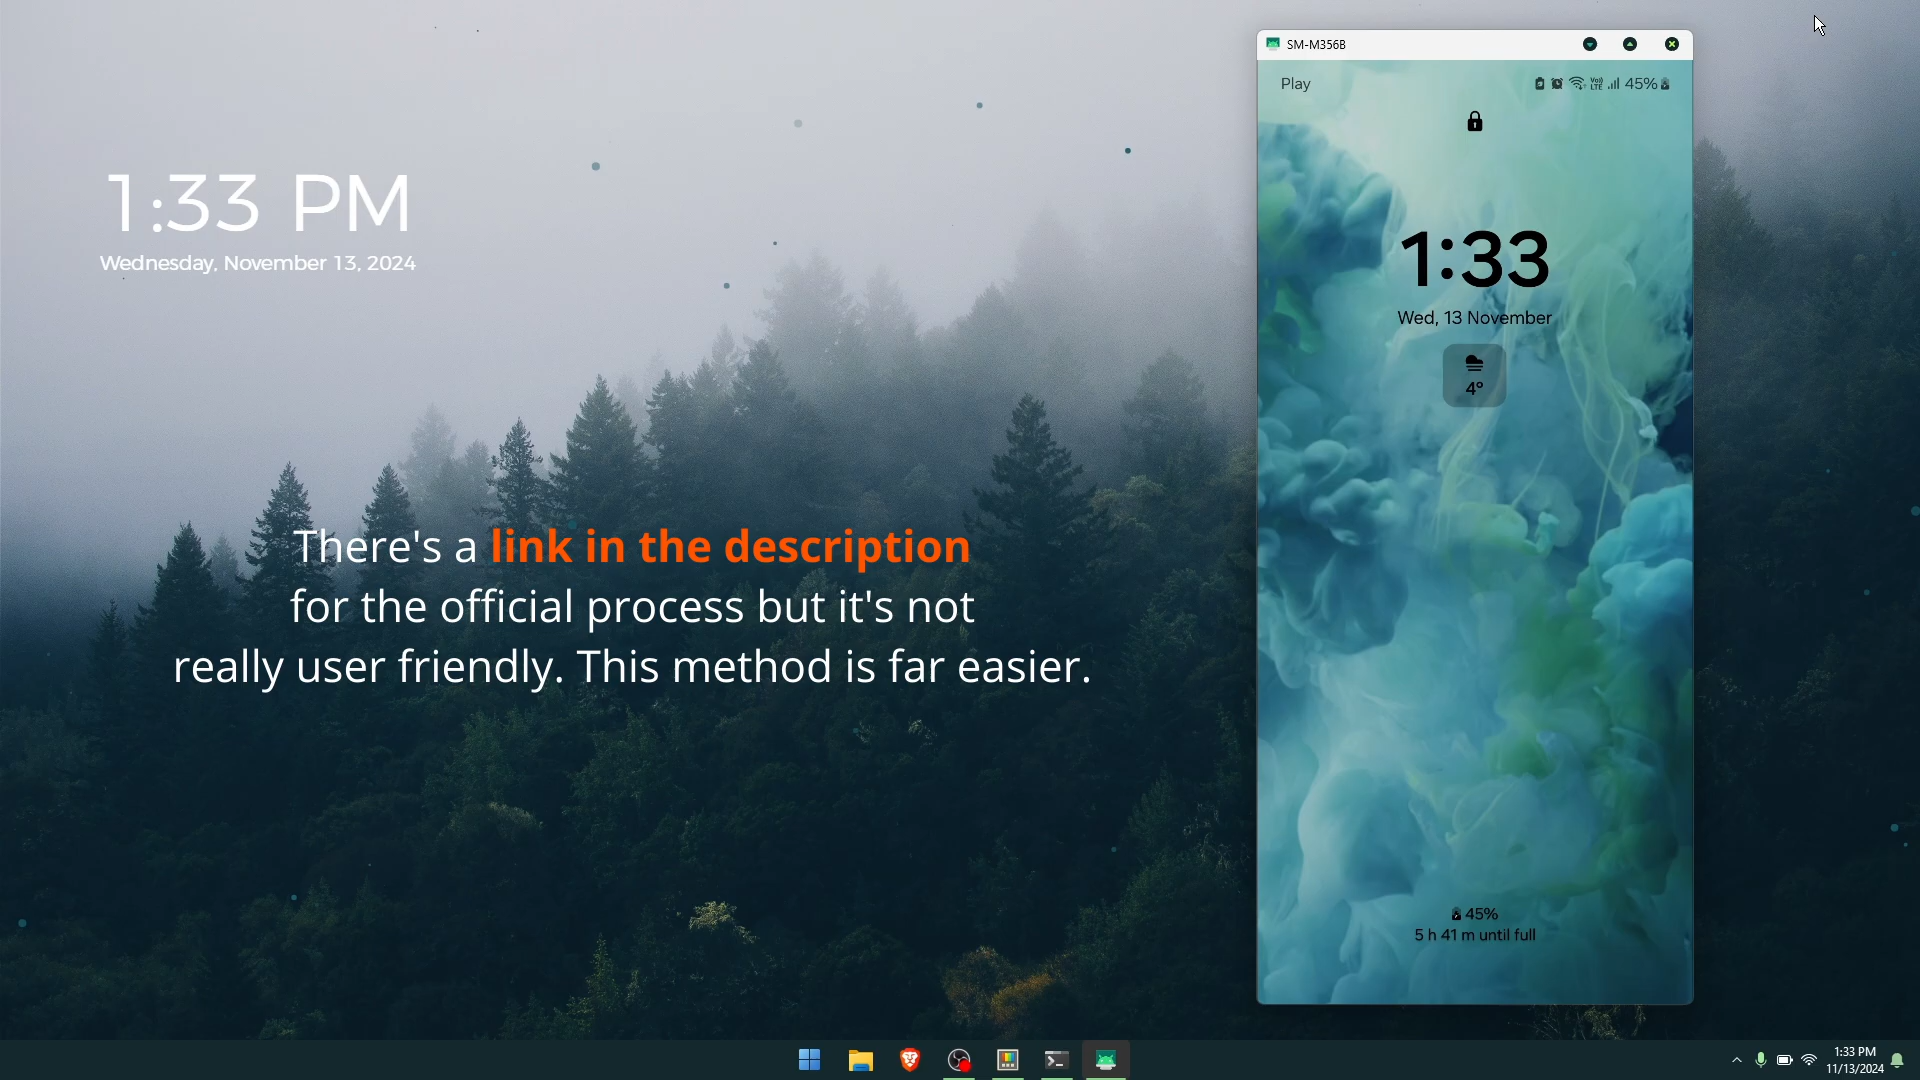 1:33 PM
Wednesday, November 13, 2024
There's a link in the description
for the official process but it's not
really user friendly. This method is far easier.
SM-M356B
Play
Vo))
LTE
45%
1:33
Wed, 13 November
4°
45%
5 h 41 m until full
1:33 PM
11/13/2024